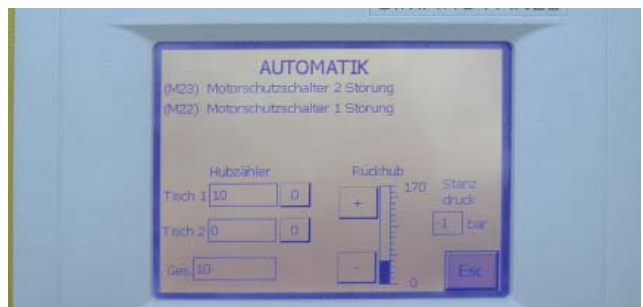 AUTOMATIK
(M23) Motorschutzschalter 2 Störung
(M22) Motorschutzschalter 1 Störung
Hubzähler
Rückhub
Tisch 1 10 0
+
170
Stanz
druck
-1 bar
Tisch 2 0 0
Ges. 10
-
0
Esc